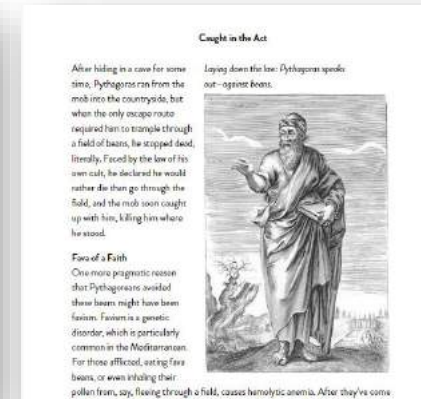 Caught in the Act
After hiding in a cave for some
time, Pythagoras ran from the
mob into the countryside, but
when the only escape route
required him to trample through
a field of beans, he stopped dead,
literally. Faced by the law of his
own cult, he declared he would
rather die than go through the
field, and the mob soon caught
up with him, killing him where
he stood.
Laying down the law: Pythagoras speaks
out—against beans.
Fava of a Faith
One more pragmatic reason
that Pythagoreans avoided
these beans might have been
favism. Favism is a genetic
disorder, which is particularly
common in the Mediterranean.
For those afflicted, eating fava
beans, or even inhaling their
pollen from, say, fleeing through a field, causes hemolytic anemia. After they've come